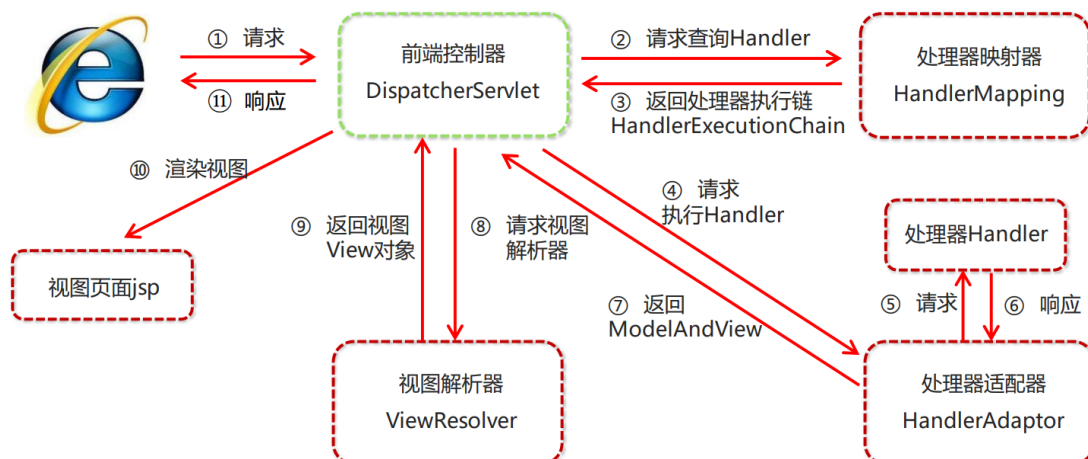 ① 请求
⑪ 响应
前端控制器
DispatcherServlet
② 请求查询Handler
③ 返回处理器执行链
HandlerExecutionChain
处理器映射器
HandlerMapping
⑩ 渲染视图
⑨ 返回视图
View对象
⑧ 请求视图
解析器
④ 请求
执行Handler
处理器Handler
视图页面jsp
⑦ 返回
ModelAndView
⑤ 请求
⑥ 响应
视图解析器
ViewResolver
处理器适配器
HandlerAdaptor